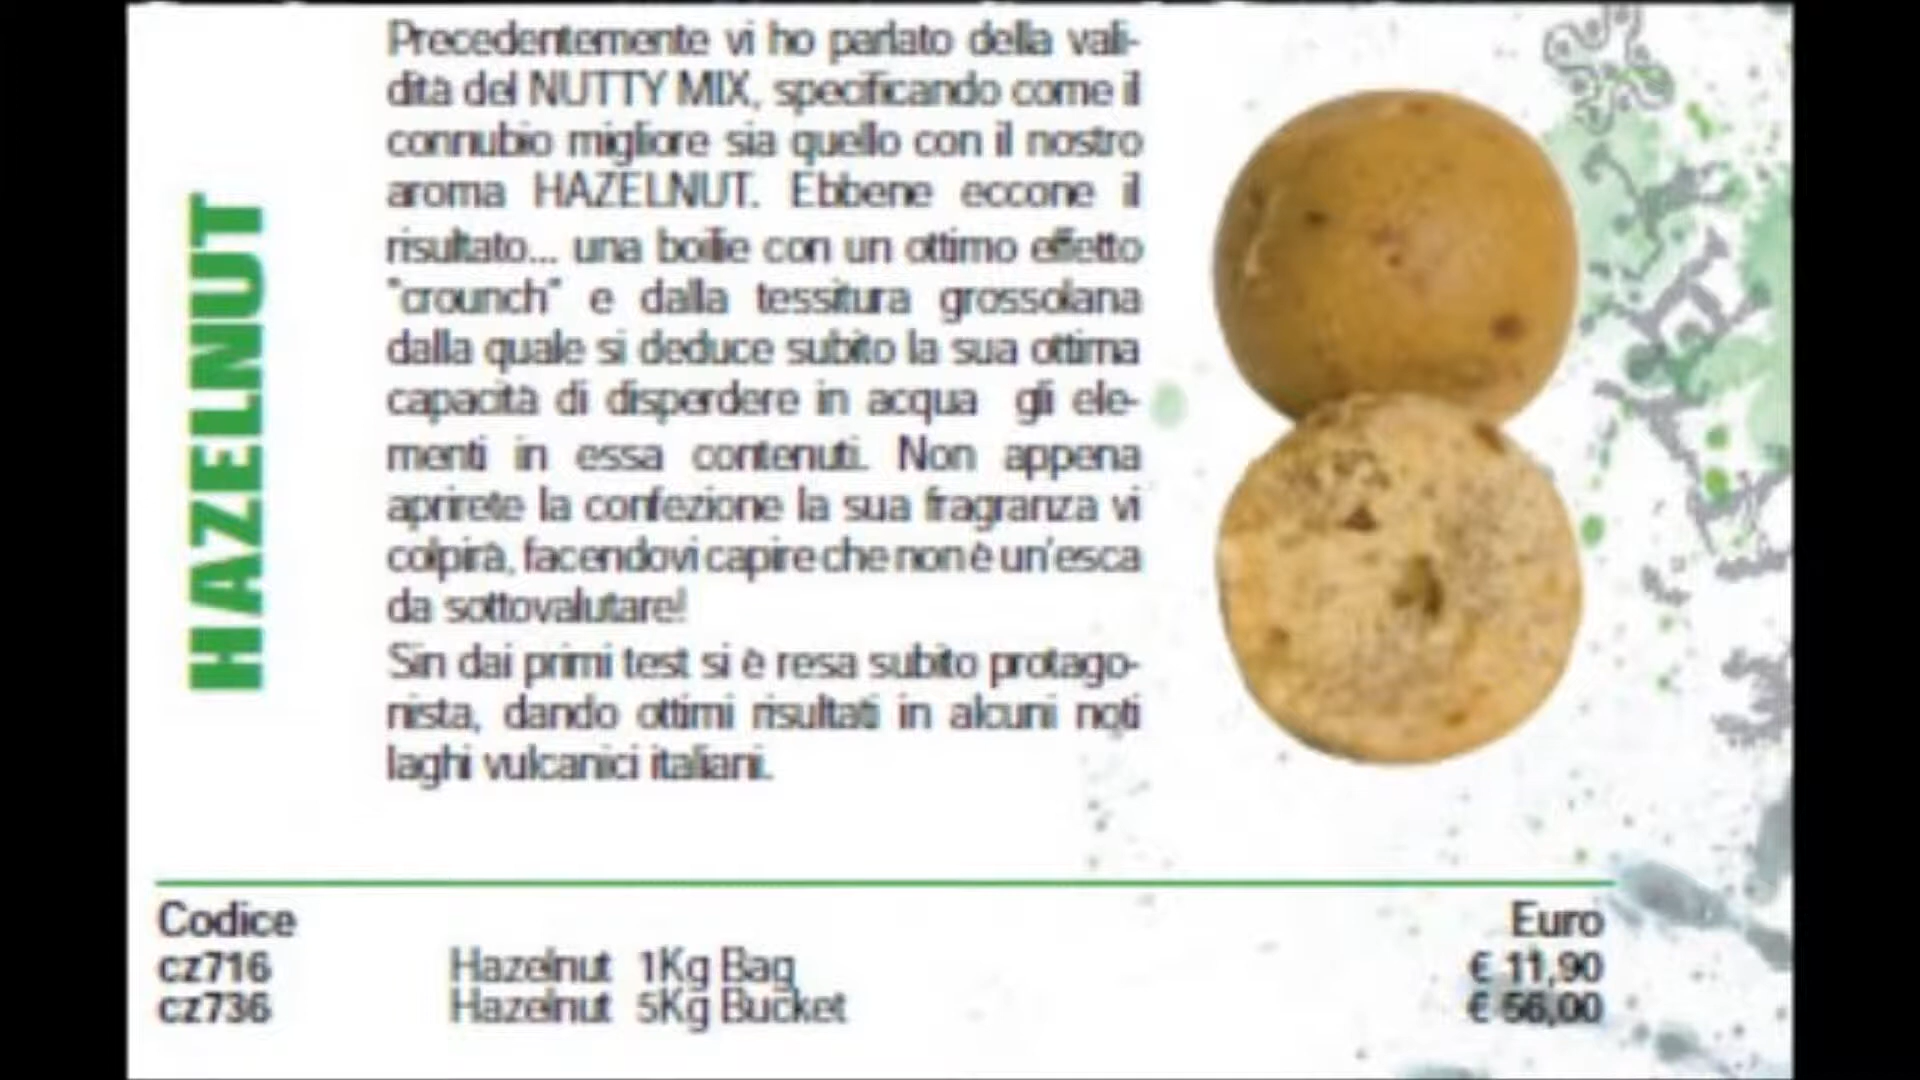 HAZELNUT
Precedentemente vi ho parlato della vali-
dità del NUTTY MIX, specificando come il
connubio migliore sia quello con il nostro
aroma HAZELNUT. Ebbene eccone il
risultato... una boilie con un ottimo effetto
"crounch" e dalla tessitura grossolana
dalla quale si deduce subito la sua ottima
capacità di disperdere in acqua gli ele-
menti in essa contenuti. Non appena
aprirete la confezione la sua fragranza vi
colpirà, facendovi capire che non è un'esca
da sottovalutare!
Sin dai primi test si è resa subito protago-
nista, dando ottimi risultati in alcuni noti
laghi vulcanici italiani.
Codice Euro
cz716 Hazelnut 1Kg Bag € 11,90
cz736 Hazelnut 5Kg Bucket € 56,00